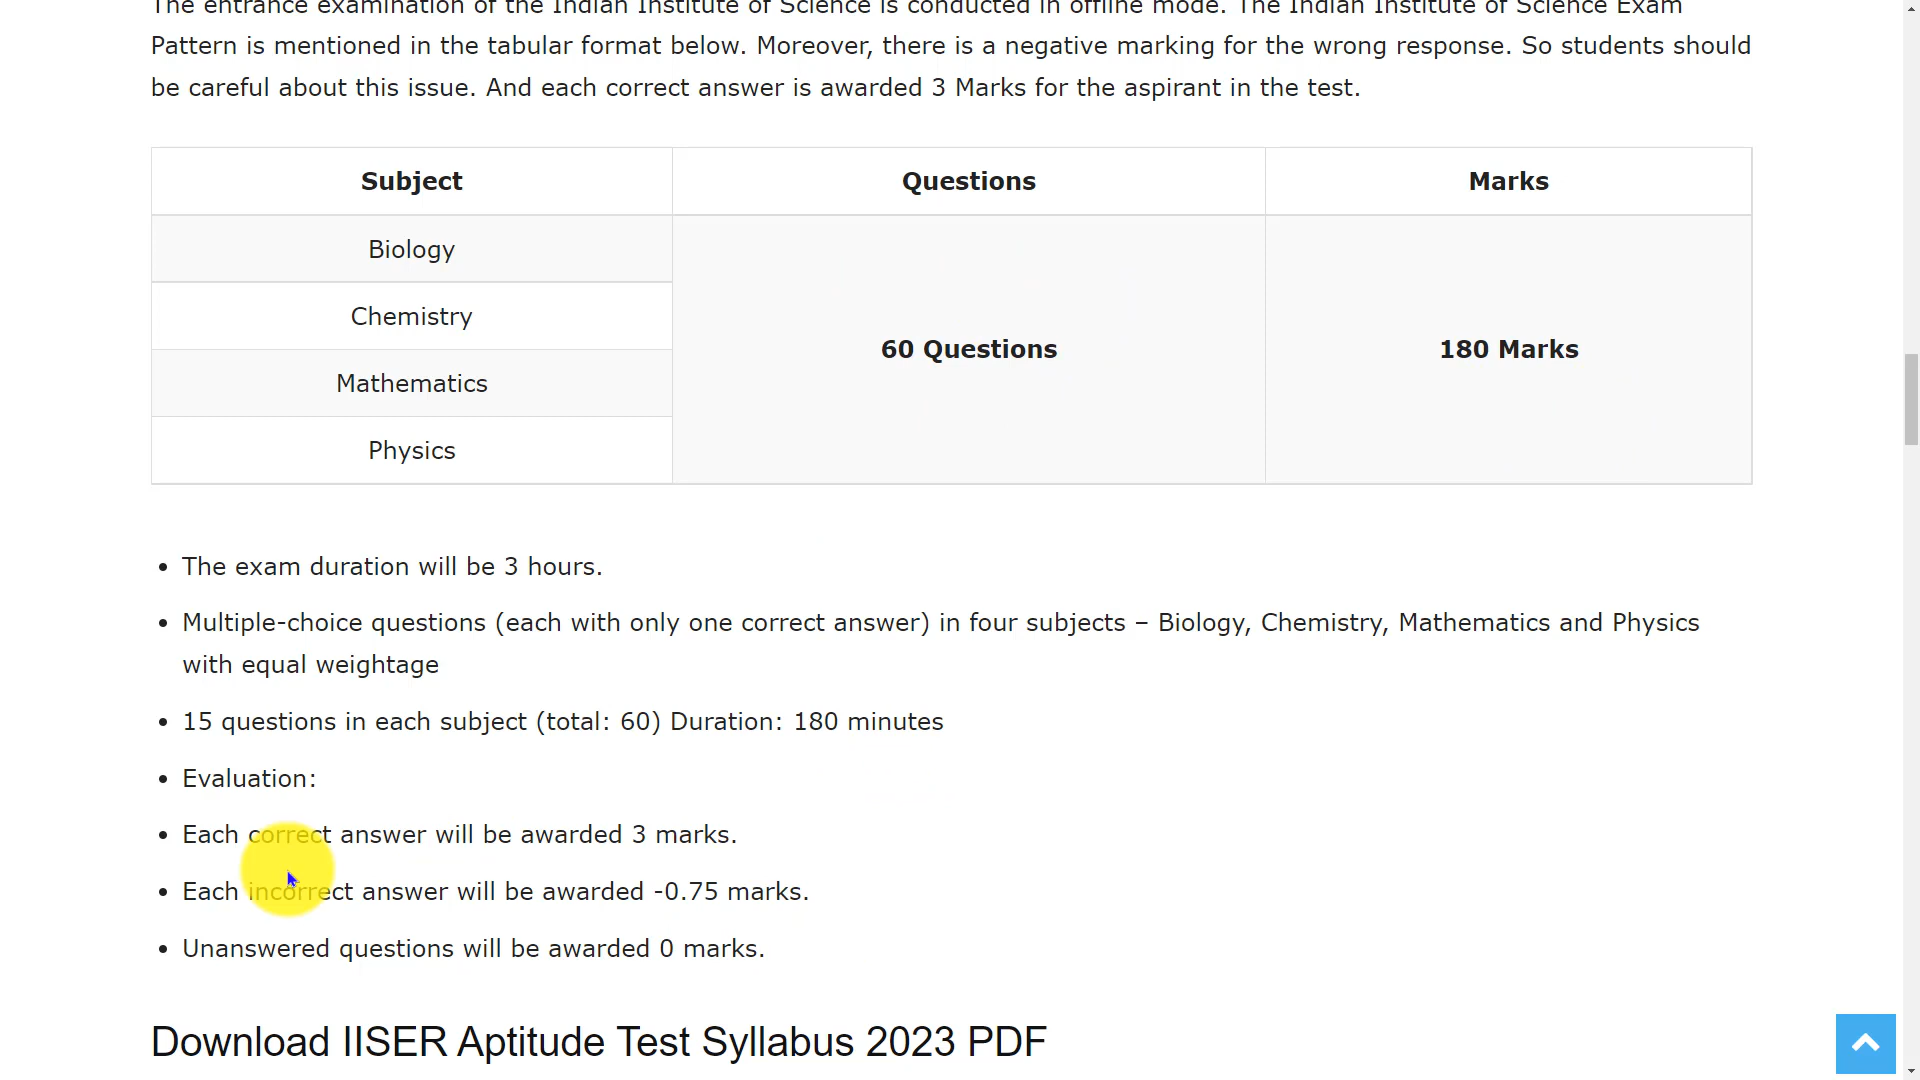 The entrance examination of the Indian Institute of Science is conducted in offline mode. The Indian Institute of Science Exam
Pattern is mentioned in the tabular format below. Moreover, there is a negative marking for the wrong response. So students should
be careful about this issue. And each correct answer is awarded 3 Marks for the aspirant in the test.
Subject Questions Marks
Biology
Chemistry
60 Questions 180 Marks
Mathematics
Physics
• The exam duration will be 3 hours.
• Multiple-choice questions (each with only one correct answer) in four subjects – Biology, Chemistry, Mathematics and Physics
with equal weightage
• 15 questions in each subject (total: 60) Duration: 180 minutes
• Evaluation:
• Each correct answer will be awarded 3 marks.
• Each incorrect answer will be awarded -0.75 marks.
• Unanswered questions will be awarded 0 marks.
Download IISER Aptitude Test Syllabus 2023 PDF